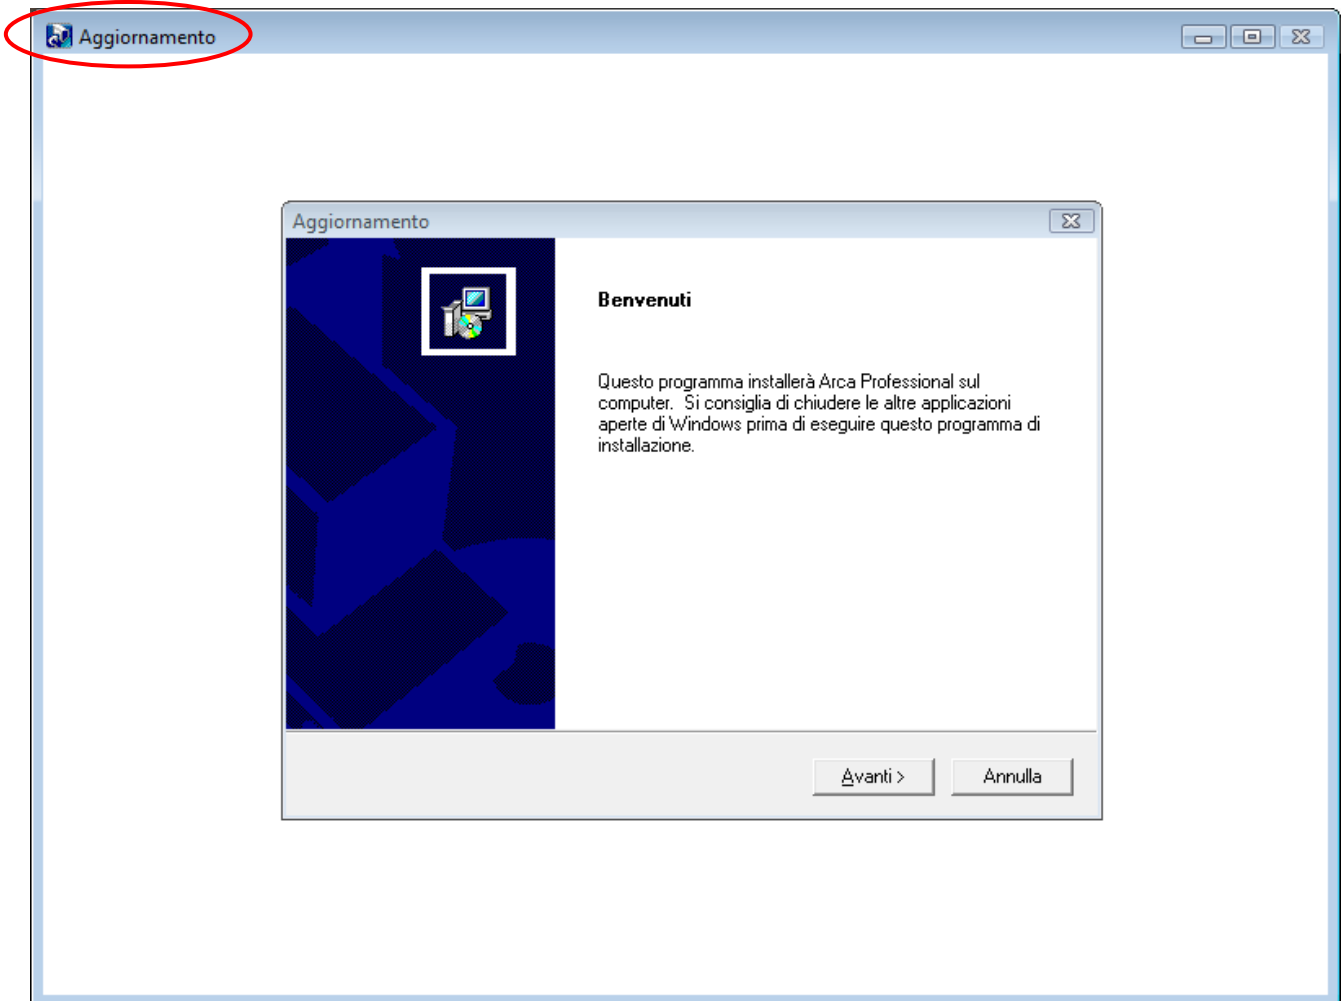 Aggiornamento
Aggiornamento
Benvenuti
Questo programma installerà Arca Professional sul
computer.  Si consiglia di chiudere le altre applicazioni
aperte di Windows prima di eseguire questo programma di
installazione.
Avanti >
Annulla